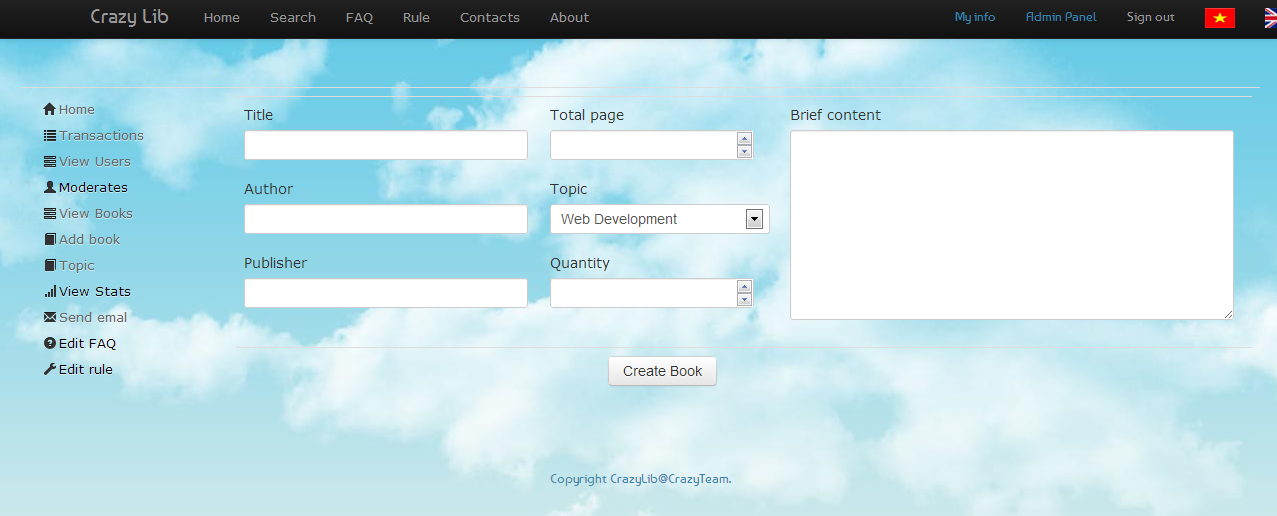 Crazy Lib Home Search FAQ Rule Contacts About My info Admin Panel Sign out
Home
Transactions
View Users
Moderates
View Books
Add book
Topic
View Stats
Send emal
Edit FAQ
Edit rule
Title Total page Brief content
Author Topic
Web Development
Publisher Quantity
Create Book
Copyright CrazyLib@CrazyTeam.